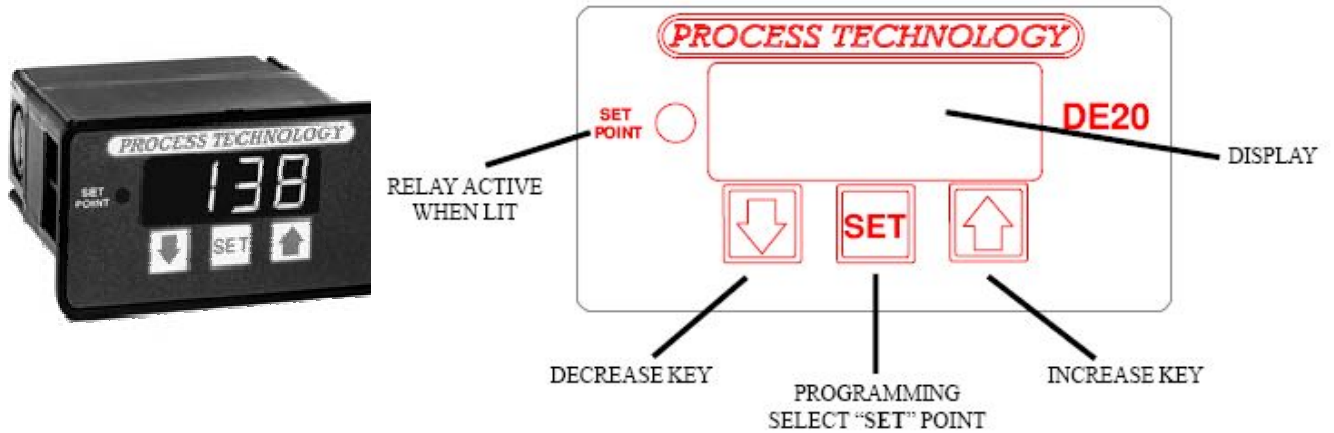 PROCESS TECHNOLOGY
SET
POINT
138
SET
PROCESS TECHNOLOGY
SET
POINT
DE20
DISPLAY
RELAY ACTIVE
WHEN LIT
SET
DECREASE KEY
PROGRAMMING
SELECT “SET” POINT
INCREASE KEY